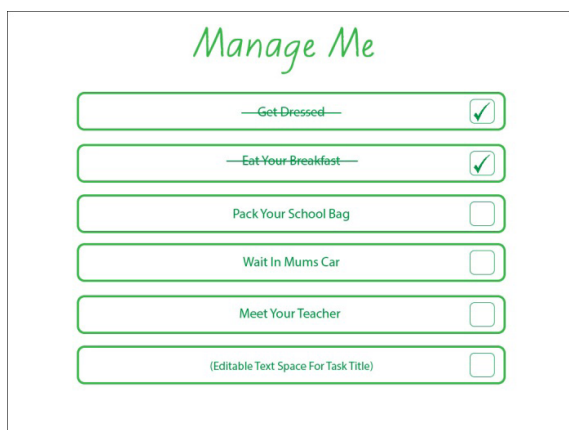 Manage Me
Get Dressed
Eat Your Breakfast
Pack Your School Bag
Wait In Mums Car
Meet Your Teacher
(Editable Text Space For Task Title)